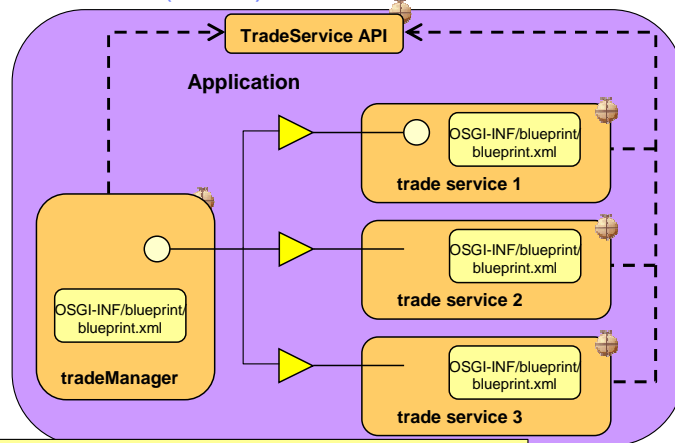 TradeService API
Application
OSGI-INF/blueprint/
blueprint.xml
trade service 1
OSGI-INF/blueprint/
blueprint.xml
trade service 2
OSGI-INF/blueprint/
blueprint.xml
tradeManager
OSGI-INF/blueprint/
blueprint.xml
trade service 3